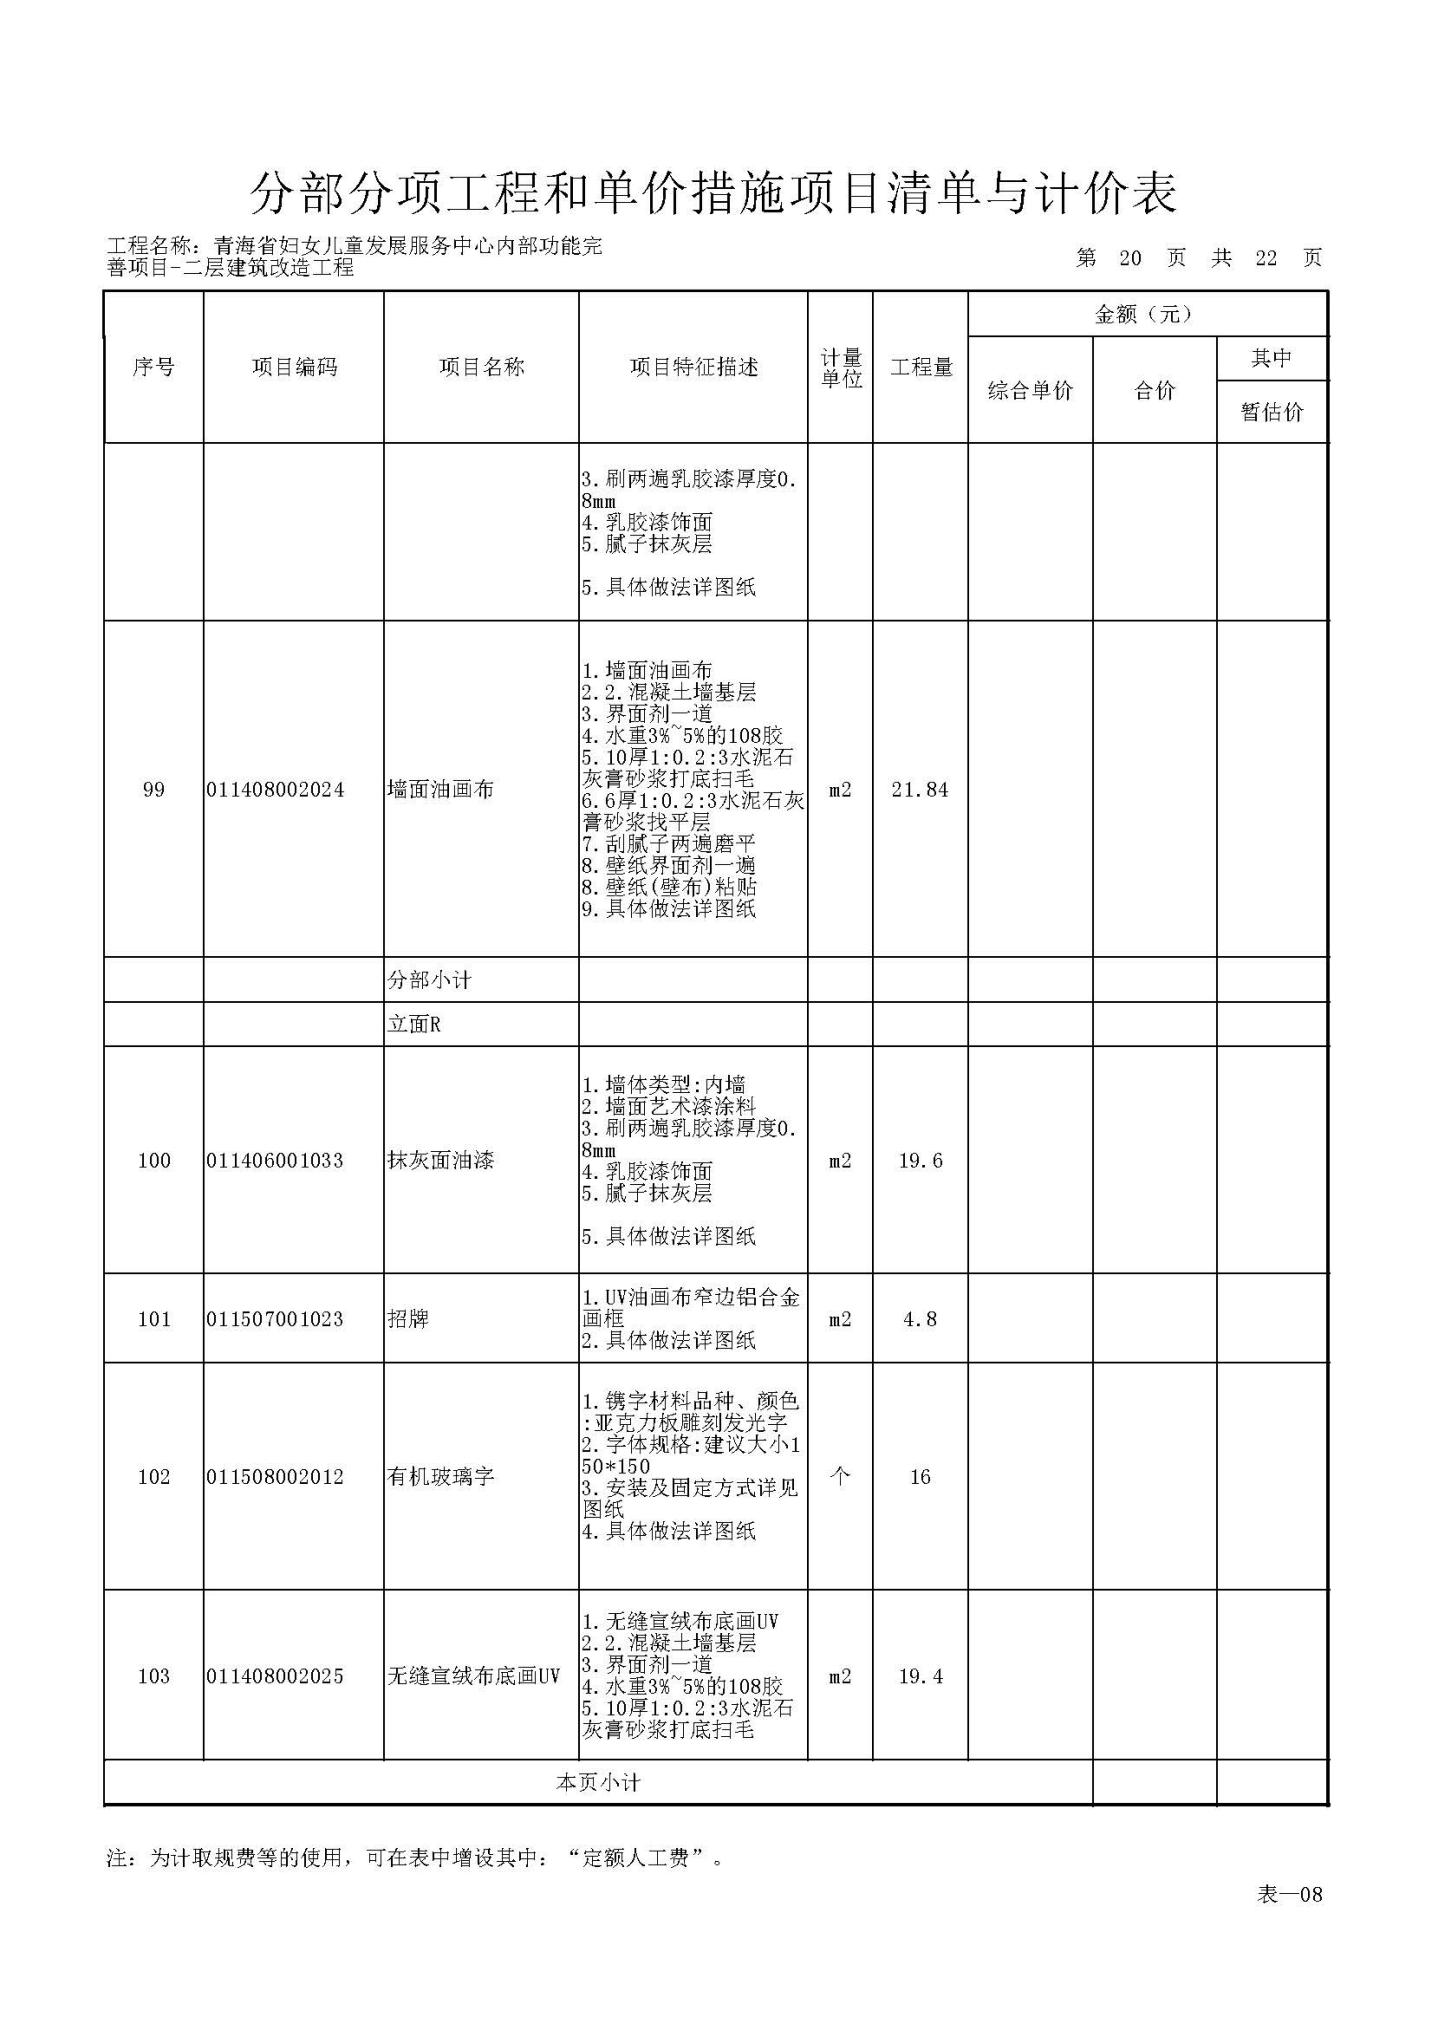 分部分项工程和单价措施项目清单与计价表
工程名称：青海省妇女儿童发展服务中心内部功能完
善项目-二层建筑改造工程
第 20 页 共 22 页
序号
项目编码
项目名称
项目特征描述
计量
单位
工程量
金额（元）
综合单价
合价
其中
暂估价
3.刷两遍乳胶漆厚度0.
8mm
4.乳胶漆饰面
5.腻子抹灰层
5.具体做法详图纸
99
011408002024
墙面油画布
1.墙面油画布
2.2.混凝土墙基层
3.界面剂一道
4.水重3%~5%的108胶
5.10厚1:0.2:3水泥石
灰膏砂浆打底扫毛
6.6厚1:0.2:3水泥石灰
膏砂浆找平层
7.刮腻子两遍磨平
8.壁纸界面剂一遍
8.壁纸(壁布)粘贴
9.具体做法详图纸
m2
21.84
分部小计
立面R
100
011406001033
抹灰面油漆
1.墙体类型:内墙
2.墙面艺术漆涂料
3.刷两遍乳胶漆厚度0.
8mm
4.乳胶漆饰面
5.腻子抹灰层
5.具体做法详图纸
m2
19.6
101
011507001023
招牌
1.UV油画布窄边铝合金
画框
2.具体做法详图纸
m2
4.8
102
011508002012
有机玻璃字
1.镌字材料品种、颜色
:亚克力板雕刻发光字
2.字体规格:建议大小1
50*150
3.安装及固定方式详见
图纸
4.具体做法详图纸
个
16
103
011408002025
无缝宣绒布底画UV
1.无缝宣绒布底画UV
2.2.混凝土墙基层
3.界面剂一道
4.水重3%~5%的108胶
5.10厚1:0.2:3水泥石
灰膏砂浆打底扫毛
m2
19.4
本页小计
注：为计取规费等的使用，可在表中增设其中：“定额人工费”。
表—08